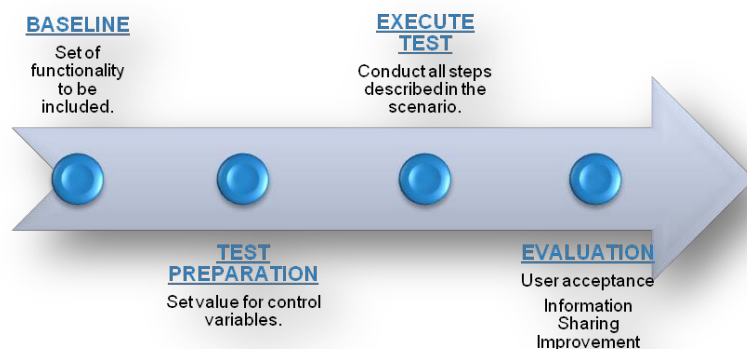 BASELINE
Set of
functionality
to be
included.
TEST
PREPARATION
Set value for control
variables.
EXECUTE
TEST
Conduct all steps
described in the
scenario.
EVALUATION
User acceptance
Information
Sharing
Improvement